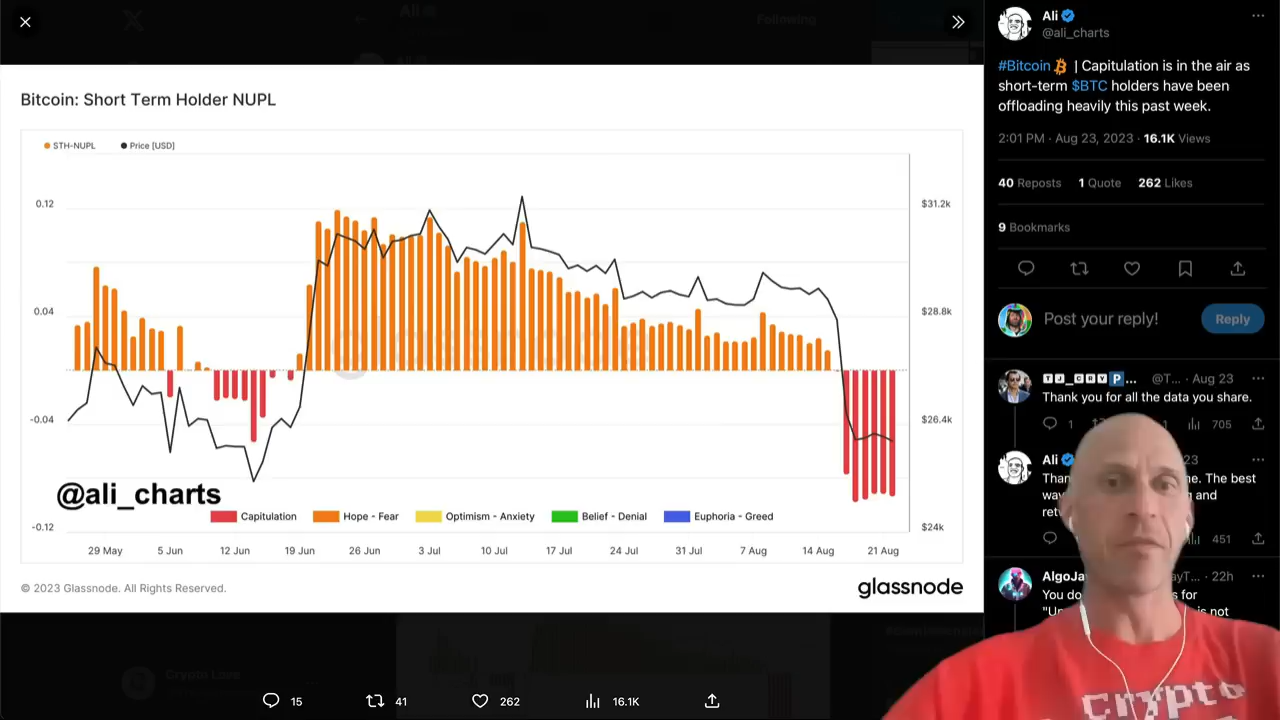 Ali
@ali_charts
#Bitcoin | Capitulation is in the air as
short-term $BTC holders have been
offloading heavily this past week.
2:01 PM · Aug 23, 2023 · 16.1K Views
40 Reposts 1 Quote 262 Likes
9 Bookmarks
Post your reply!
Reply
TJ_CRYP... @T... · Aug 23
Thank you for all the data you share.
1
1
705
Ali
23
me. The best
and
451
22h
You do
s for
is not
Following
Bitcoin: Short Term Holder NUPL
STH-NUPL Price [USD]
0.12
0.04
-0.04
-0.12
$31.2k
$28.8k
$26.4k
$24k
@ali_charts
Capitulation Hope - Fear Optimism - Anxiety Belief - Denial Euphoria - Greed
29 May 5 Jun 12 Jun 19 Jun 26 Jun 3 Jul 10 Jul 17 Jul 24 Jul 31 Jul 7 Aug 14 Aug 21 Aug
© 2023 Glassnode. All Rights Reserved.
glassnode
15 41 262 16.1K
Crypto